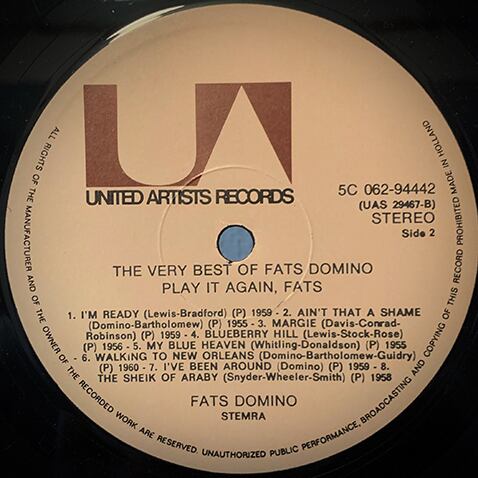 UA
UNITED ARTISTS RECORDS
5C 062-94442
(UAS 29467-B)
STEREO
Side 2
THE VERY BEST OF FATS DOMINO
PLAY IT AGAIN, FATS
1. I'M READY (Lewis-Bradford) (P) 1959 - 2. AIN'T THAT A SHAME
(Domino-Bartholomew) (P) 1955 - 3. MARGIE (Davis-Conrad-
Robinson) (P) 1959 - 4. BLUEBERRY HILL (Lewis-Stock-Rose)
(P) 1956 - 5. MY BLUE HEAVEN (Whitling-Donaldson) (P) 1955
- 6. WALKING TO NEW ORLEANS (Domino-Bartholomew-Guidry)
(P) 1960 - 7. I'VE BEEN AROUND (Domino) (P) 1959 - 8.
THE SHEIK OF ARABY (Snyder-Wheeler-Smith) (P) 1958
FATS DOMINO
STEMRA
ALL RIGHTS OF THE MANUFACTURER AND OF THE OWNER OF THE RECORDED WORK ARE RESERVED. UNAUTHORIZED PUBLIC PERFORMANCE, BROADCASTING AND COPYING OF THIS RECORD PROHIBITED MADE IN HOLLAND